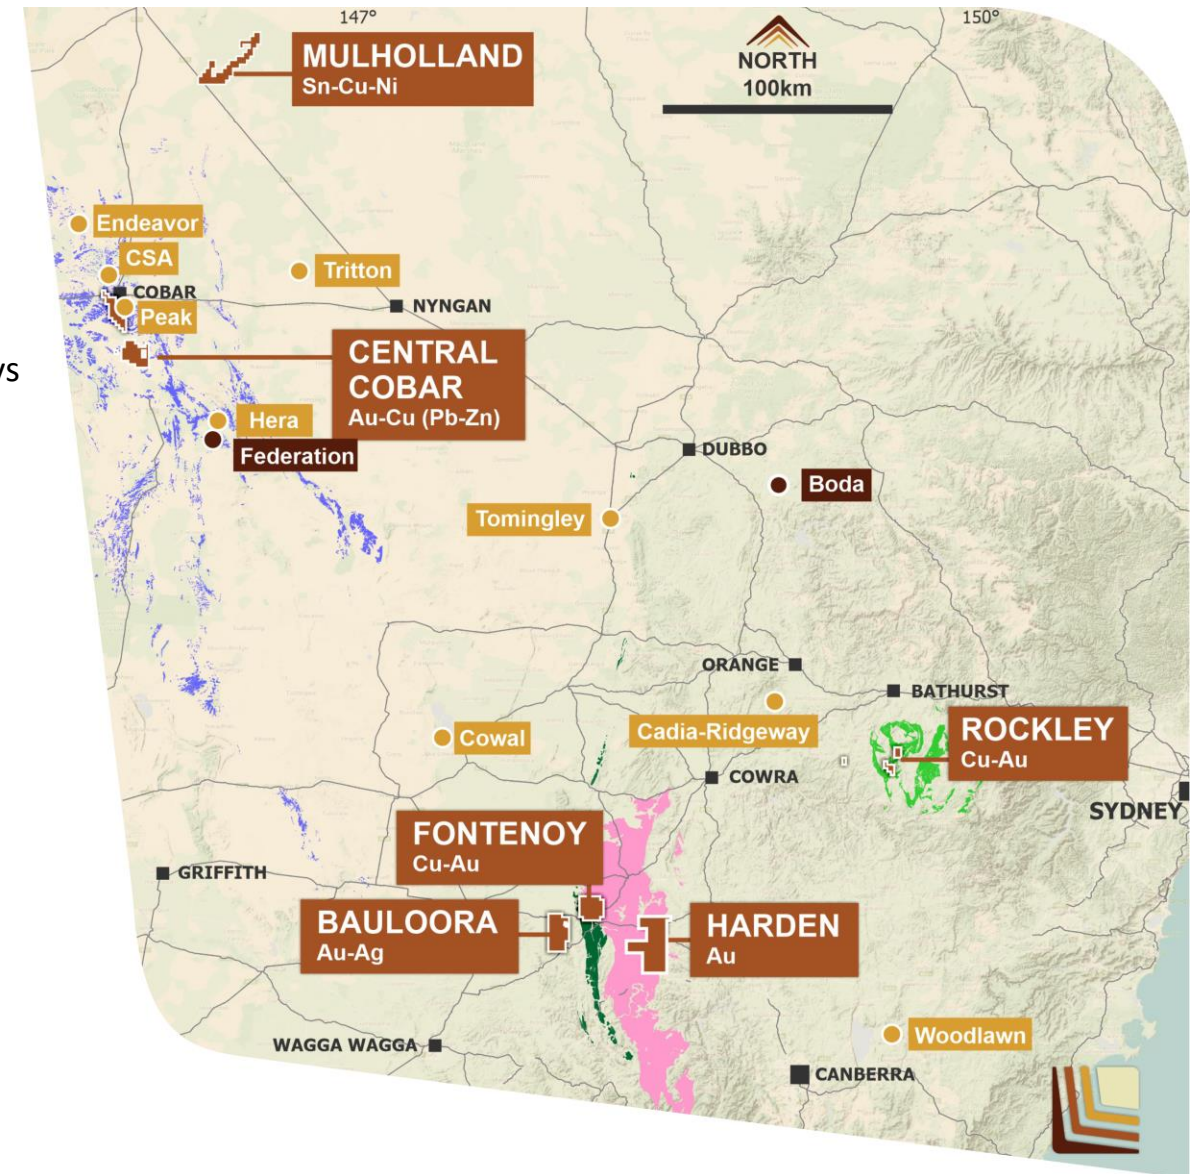 147°
150°
MULHOLLAND
Sn-Cu-Ni
NORTH
100km
Endeavor
CSA
Tritton
COBAR
NYNGAN
Peak
ys
CENTRAL
COBAR
Au-Cu (Pb-Zn)
Hera
Federation
DUBBO
Boda
Tomingley
ORANGE
BATHURST
Cadia-Ridgeway
ROCKLEY
Cu-Au
Cowal
COWRA
SYDNEY
FONTENOY
Cu-Au
GRIFFITH
BAULOORA
Au-Ag
HARDEN
Au
Woodlawn
WAGGA WAGGA
CANBERRA